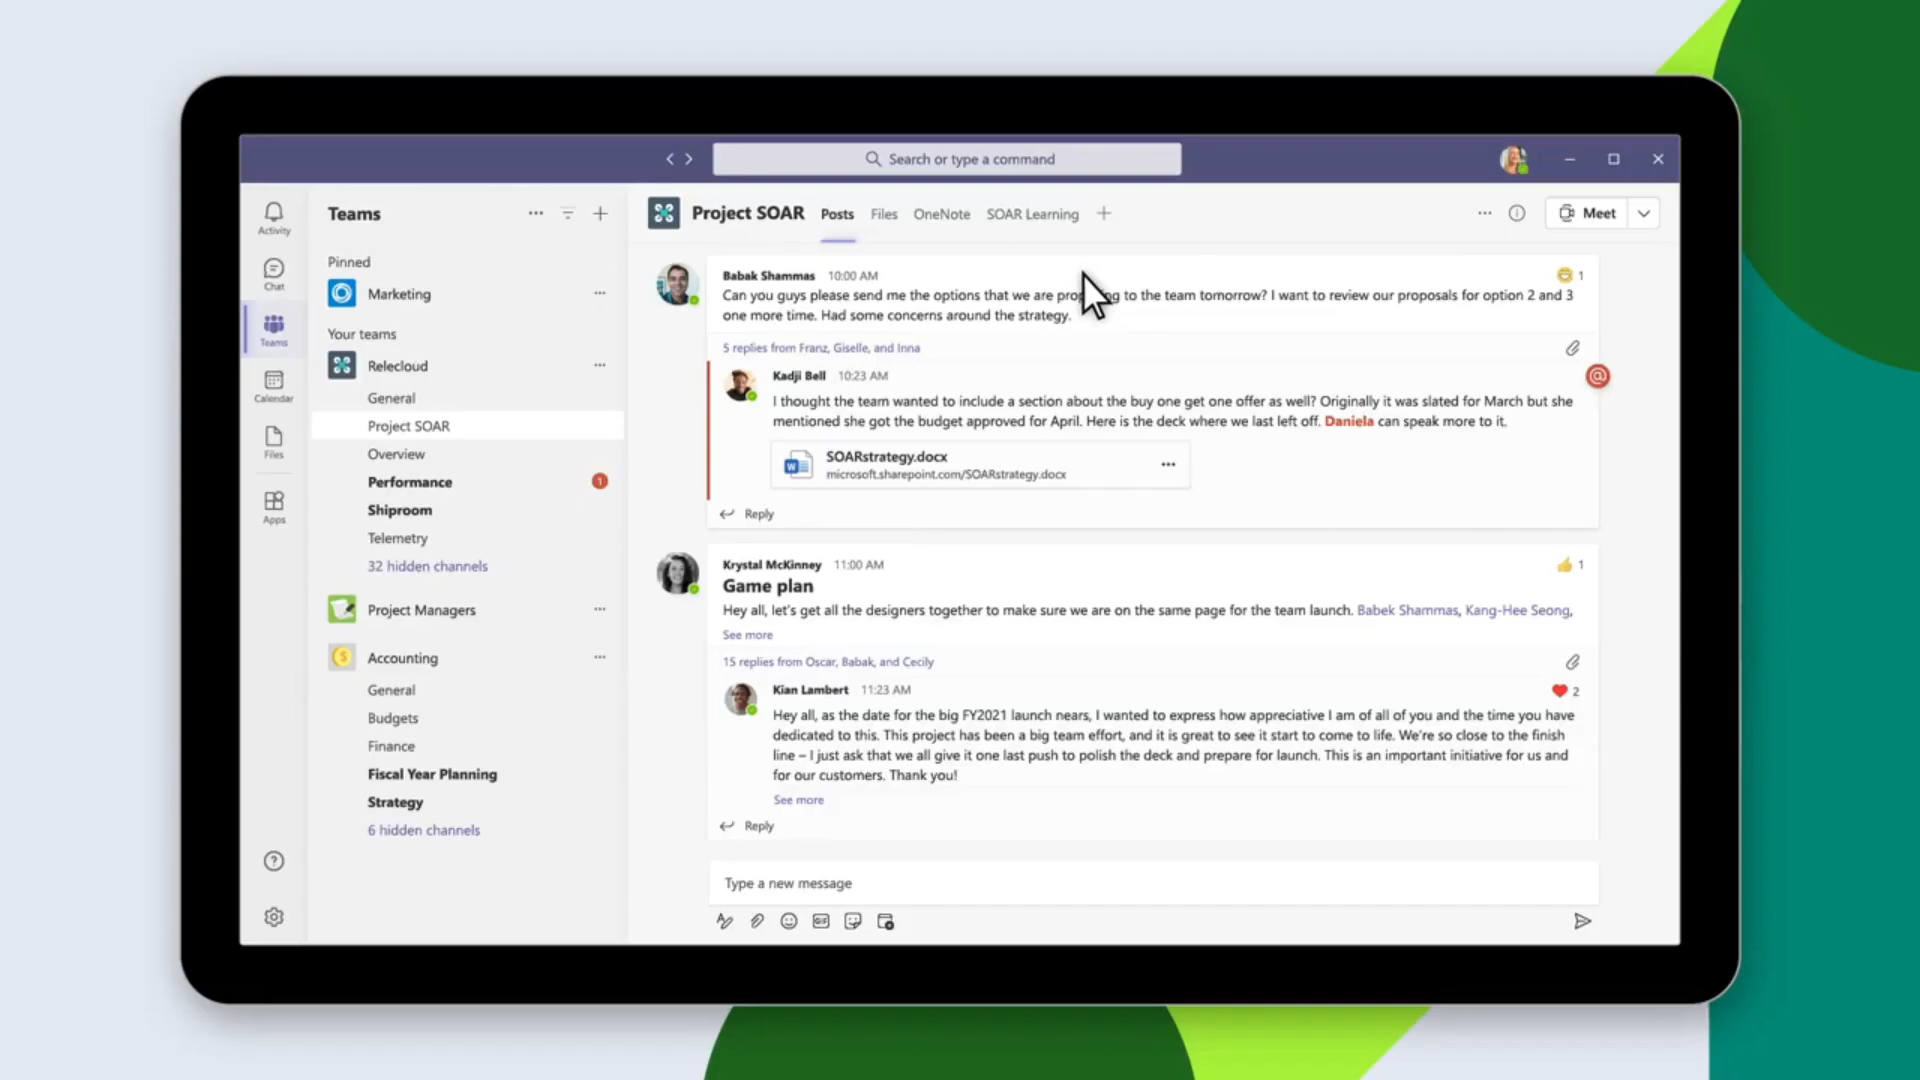 Search or type a command
Activity
Chat
Teams
Calendar
Files
Apps
Teams
Pinned
Marketing
Your teams
Relecloud
General
Project SOAR
Overview
Performance 1
Shiproom
Telemetry
32 hidden channels
Project Managers
Accounting
General
Budgets
Finance
Fiscal Year Planning
Strategy
6 hidden channels
Project SOAR Posts Files OneNote SOAR Learning
Meet
Babak Shammas 10:00 AM 1
Can you guys please send me the options that we are to the team tomorrow? I want to review our proposals for option 2 and 3
one more time. Had some concerns around the strategy.
5 replies from Franz, Giselle, and Inna
Kadji Bell 10:23 AM @
I thought the team wanted to include a section about the buy one get one offer as well? Originally it was slated for March but she
mentioned she got the budget approved for April. Here is the deck where we last left off. Daniela can speak more to it.
W SOARstrategy.docx
microsoft.sharepoint.com/SOARstrategy.docx
Reply
Krystal McKinney 11:00 AM 1
Game plan
Hey all, let's get all the designers together to make sure we are on the same page for the team launch. Babek Shammas, Kang-Hee Seong,
See more
15 replies from Oscar, Babak, and Cecily
Kian Lambert 11:23 AM 2
Hey all, as the date for the big FY2021 launch nears, I wanted to express how appreciative I am of all of you and the time you have
dedicated to this. This project has been a big team effort, and it is great to see it start to come to life. We're so close to the finish
line – I just ask that we all give it one last push to polish the deck and prepare for launch. This is an important initiative for us and
for our customers. Thank you!
See more
Reply
Type a new message
GIF